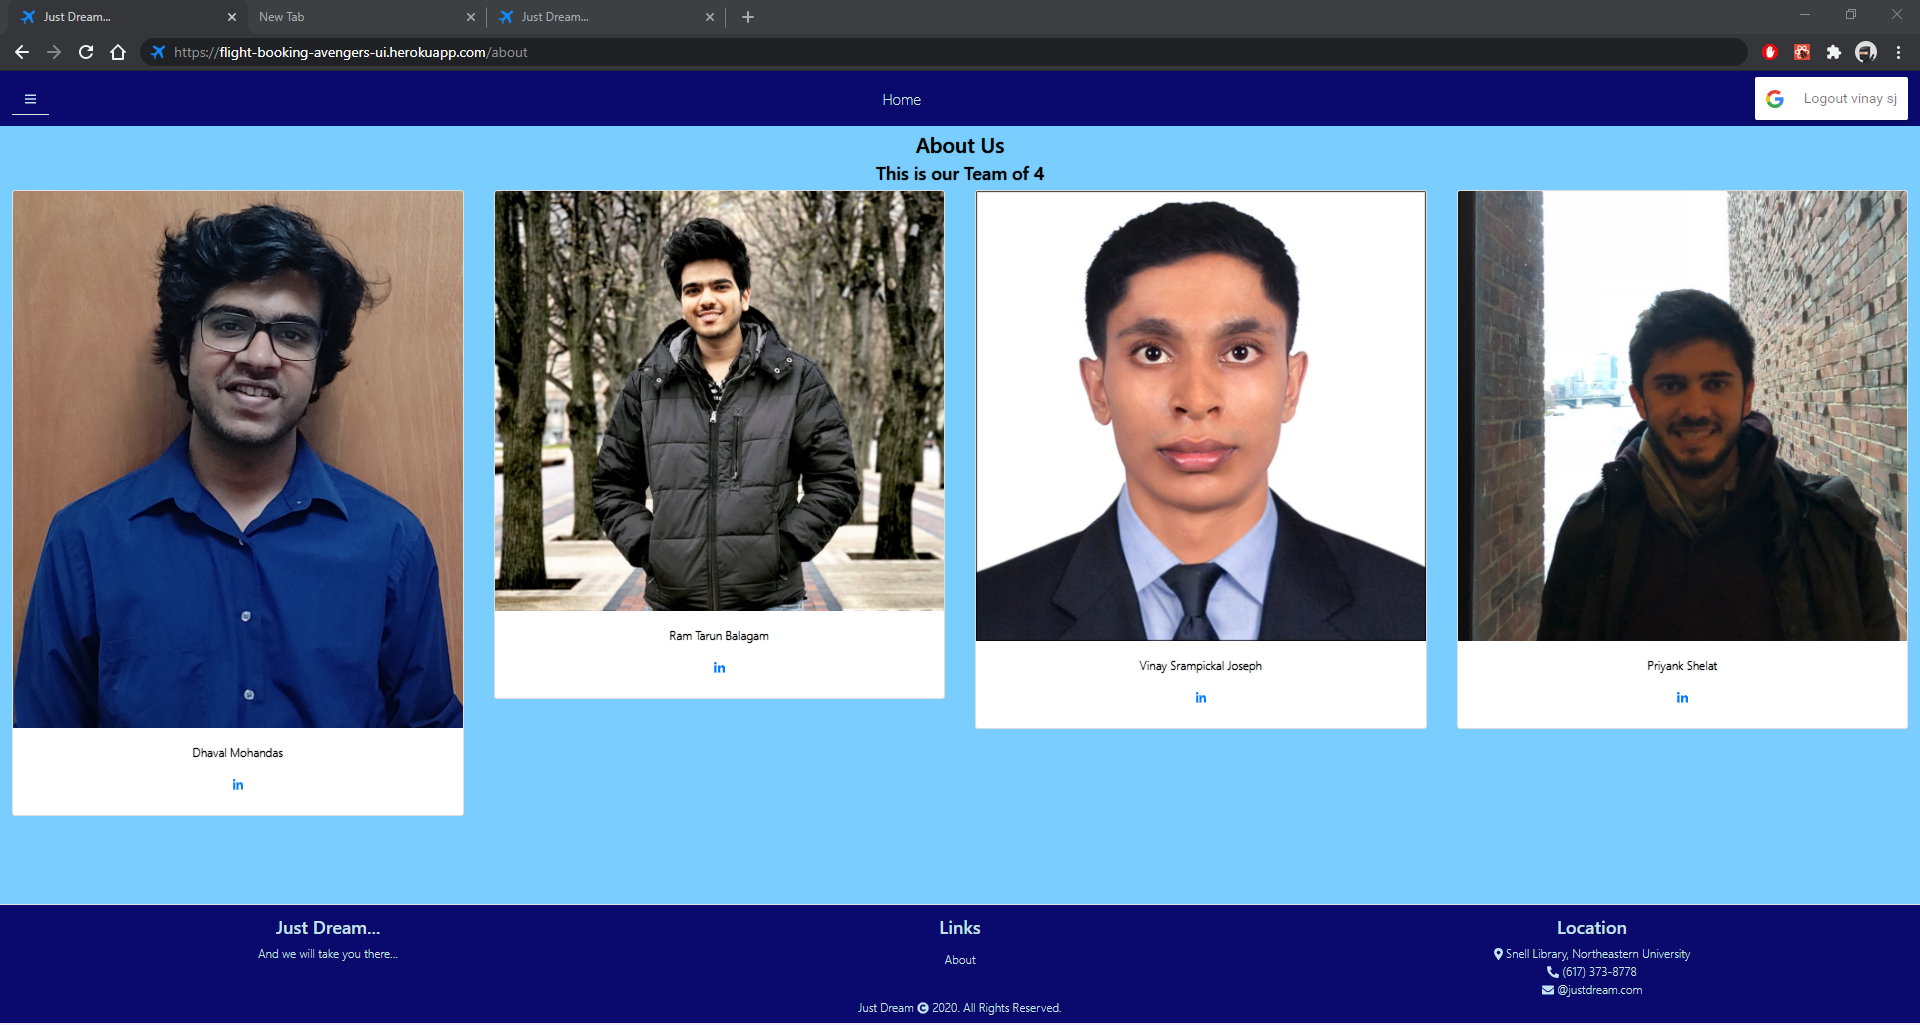 Just Dream...
New Tab
Just Dream...
https://flight-booking-avengers-ui.herokuapp.com/about
Home
Logout vinay sj
About Us
This is our Team of 4
Dhaval Mohandas
in
Ram Tarun Balagam
in
Vinay Srampickal Joseph
in
Priyank Shelat
in
Just Dream...
And we will take you there...
Links
About
Location
Snell Library, Northeastern University
(617) 373-8778
@justdream.com
Just Dream © 2020. All Rights Reserved.